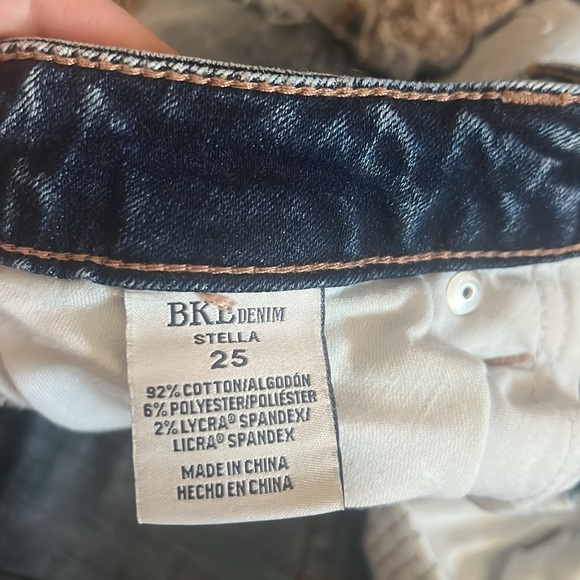 BKE DENIM
STELLA
25
92% COTTON/ALGODÓN
6% POLYESTER/POLIÉSTER
2% LYCRA® SPANDEX/
LICRA® SPANDEX
MADE IN CHINA
HECHO EN CHINA